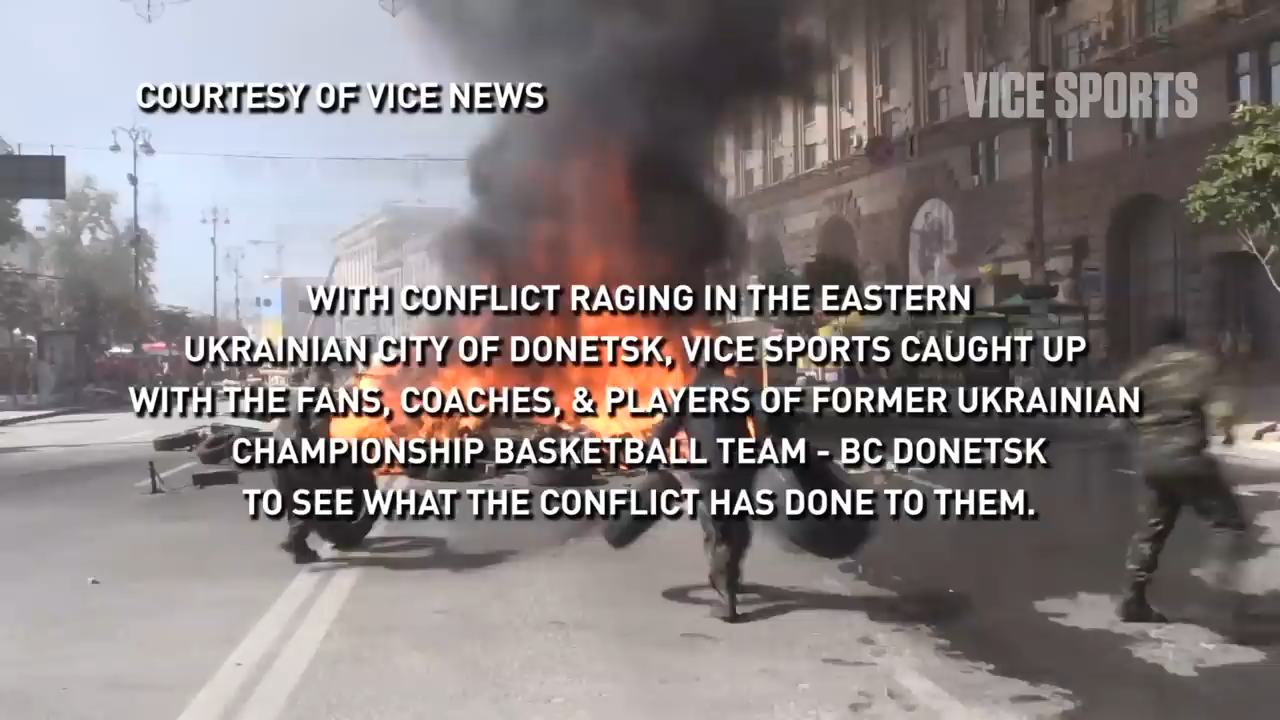 COURTESY OF VICE NEWS
VICE SPORTS
WITH CONFLICT RAGING IN THE EASTERN
UKRAINIAN CITY OF DONETSK, VICE SPORTS CAUGHT UP
WITH THE FANS, COACHES, & PLAYERS OF FORMER UKRAINIAN
CHAMPIONSHIP BASKETBALL TEAM - BC DONETSK
TO SEE WHAT THE CONFLICT HAS DONE TO THEM.